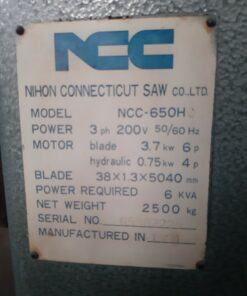 NCC
NIHON CONNECTICUT SAW CO.,LTD.
MODEL NCC-650H
POWER 3 ph 200 V 50/60 Hz
MOTOR blade 3.7 kw 6 p
hydraulic 0.75 kw 4 p
BLADE 38×1.3×5040 mm
POWER REQUIRED 6 KVA
NET WEIGHT 2500 kg
SERIAL NO.
MANUFACTURED IN